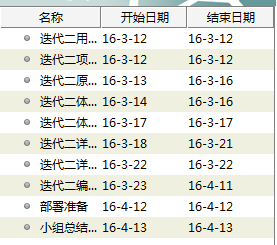 名称 开始日期 结束日期
迭代二用... 16-3-12 16-3-12
迭代二项... 16-3-12 16-3-12
迭代二原... 16-3-13 16-3-16
迭代二体... 16-3-14 16-3-16
迭代二体... 16-3-17 16-3-17
迭代二详... 16-3-18 16-3-21
迭代二详... 16-3-22 16-3-22
迭代二编... 16-3-23 16-4-11
部署准备 16-4-12 16-4-12
小组总结... 16-4-13 16-4-13